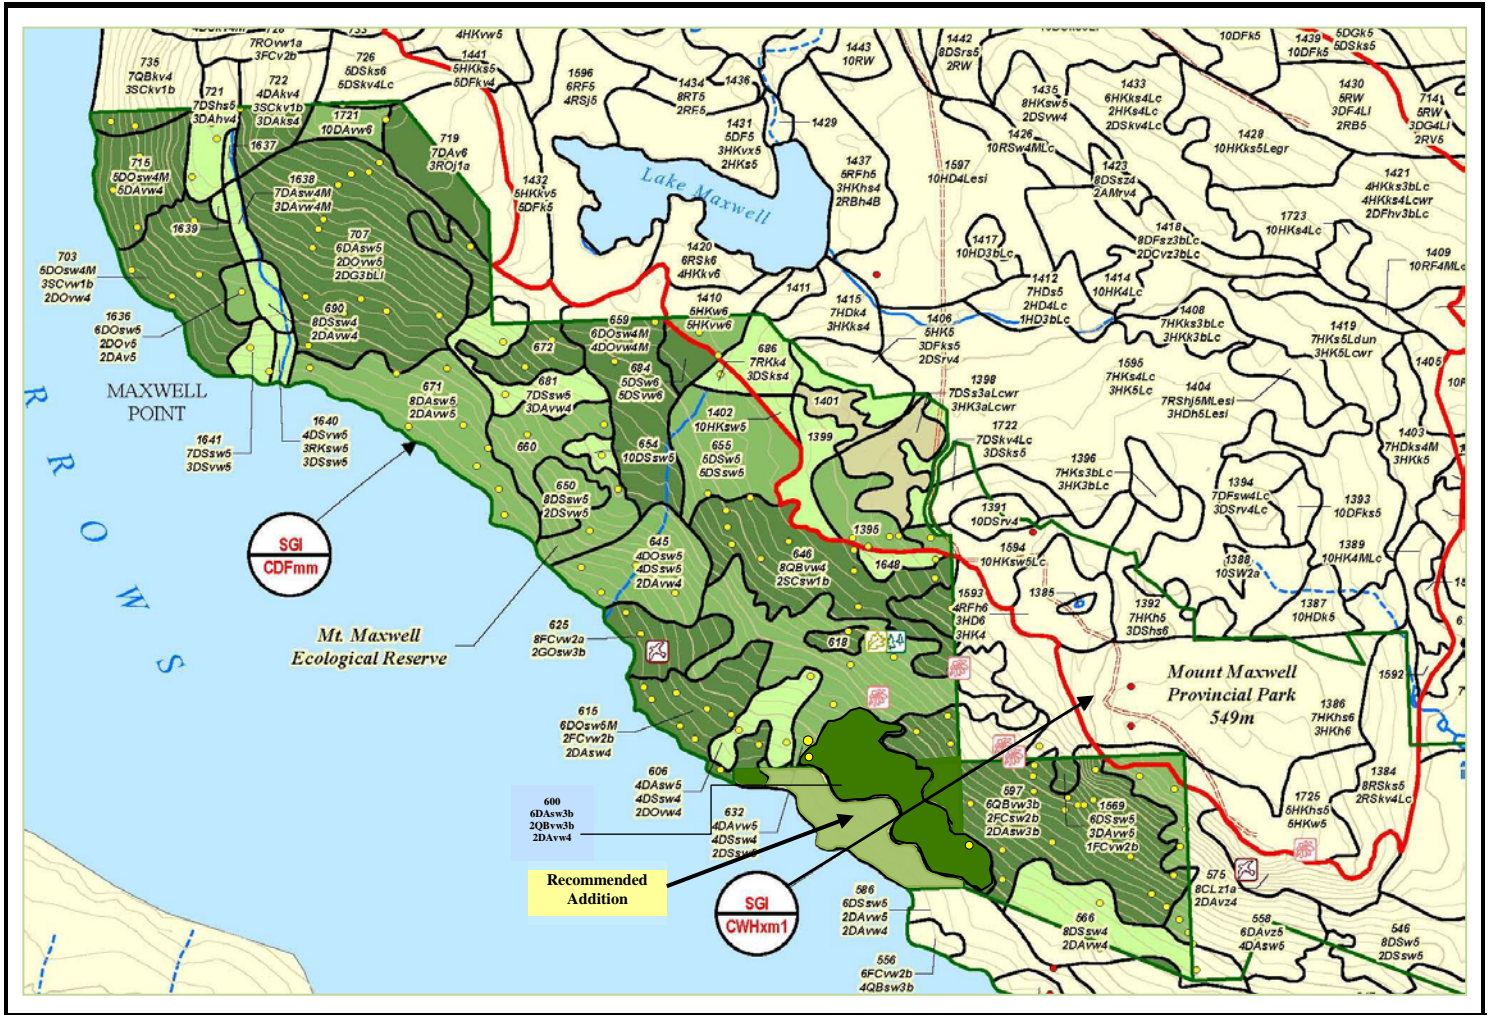 735
7QBkv4
3SCkv1b
7ROvw1a
3FCv2b
726
5DSks6
5DSkv4Lc
4HKvw5
1441
5HKks5
5DFkv4
1596
6RF5
4RSj5
1434
8RT5
2RF5
1436
1443
10RW
1442
8DSrs5
2RW
1435
8HKsw5
2DSvw4
1433
6HKks4Lc
2HKs4Lc
2DSkv4Lc
10DFk5
1439
10DFk5
5DGk5
5DSks5
1430
5RW
3DF4LI
2RB5
714
5RW
3DG4LI
2RV5
721
7DShs5
3DAhv4
722
4DAkv4
3SCkv1b
3DAks4
1721
10DAvw6
719
7DAv6
3ROj1a
1431
5DF5
3HKvx5
2HKs5
1429
1426
10RSw4MLc
1428
10HKks5Legr
1637
715
5DOsw4M
5DAvw4
1638
7DAsw4M
3DAvw4M
1432
5HKkv5
5DFk5
Lake Maxwell
1437
5RFh5
3HKhs4
2RBh4B
1597
10HD4Lesi
1423
8DSsz4
2AMrv4
1421
4HKks3bLc
4HKks4Lcwr
2DFhv3bLc
1639
707
6DAsw5
2DOvw5
2DG3bLI
1420
6RSk6
4HKkv6
1417
10HD3bLc
1418
8DFsz3bLc
2DCvz3bLc
1723
10HKs4Lc
1409
10RF4MLc
703
5DOsw4M
3SCvw1b
2DOvw4
690
8DSsw4
2DAvw4
1411
1410
5HKw6
5HKvw6
1415
7HDk4
3HKks4
1412
7HDs5
2HD4Lc
1HD3bLc
1414
10HK4Lc
1408
7HKks3bLc
3HKk3bLc
1419
7HKs5Ldun
3HK5Lcwr
1636
6DOsw5
2DOv5
2DAv5
659
6DOsw4M
4DOvw4M
672
686
7RKk4
3DSks4
1406
5HK5
3DFks5
2DSrv4
1405
MAXWELL
POINT
671
8DAsw5
2DAvw5
681
7DSsw5
3DAvw4
684
5DSw6
5DSvw6
1402
10HKsw5
1401
1398
7DSs3aLcwr
3HK3aLcwr
1595
7HKs4Lc
3HK5Lc
1404
7RShj5MLesi
3HDh5Lesi
1641
7DSsw5
3DSvw5
1640
4DSvw5
3RKsw5
3DSsw5
660
654
10DSsw5
655
5DSw5
5DSsw5
1399
1722
7DSkv4Lc
3DSks5
1396
7HKs3bLc
3HK3bLc
1403
7HDks4M
3HKk5
650
8DSsw5
2DSvw5
1391
10DSrv4
1394
7DFsw4Lc
3DSrv4Lc
1393
10DFks5
SGI
CDFmm
645
4DOsw5
4DSsw5
2DAvw4
646
8QBvw4
2SCsw1b
1395
1648
1594
10HKsw5Lc
1388
10SW2a
1389
10HK4MLc
1593
4RFh6
3HD6
3HK4
1385
1392
7HKh5
3DShs6
1387
10HDk5
Mt. Maxwell
Ecological Reserve
625
8FCvw2a
2GOsw3b
618
Mount Maxwell
Provincial Park
549m
1592
1386
7HKhs6
3HKh6
615
6DOsw5M
2FCvw2b
2DAsw4
606
4DAsw5
4DSsw4
2DOvw4
632
4DAvw5
4DSsw4
2DSsw5
600
6DAsw3b
2QBvw3b
2DAvw4
597
6QBvw3b
2FCsw2b
2DAsw3b
1569
6DSsw5
3DAvw5
1FCvw2b
1725
5HKhs5
5HKw5
1384
8RSks5
2RSkv4Lc
Recommended
Addition
SGI
CWHxm1
586
6DSsw5
2DAvw5
2DAvw4
566
8DSsw4
2DAvw4
575
8CLz1a
2DAvz4
558
6DAvz5
4DAsw5
546
8DSw5
2DSsw5
556
6FCvw2b
4QBsw3b
R
R
O
W
S